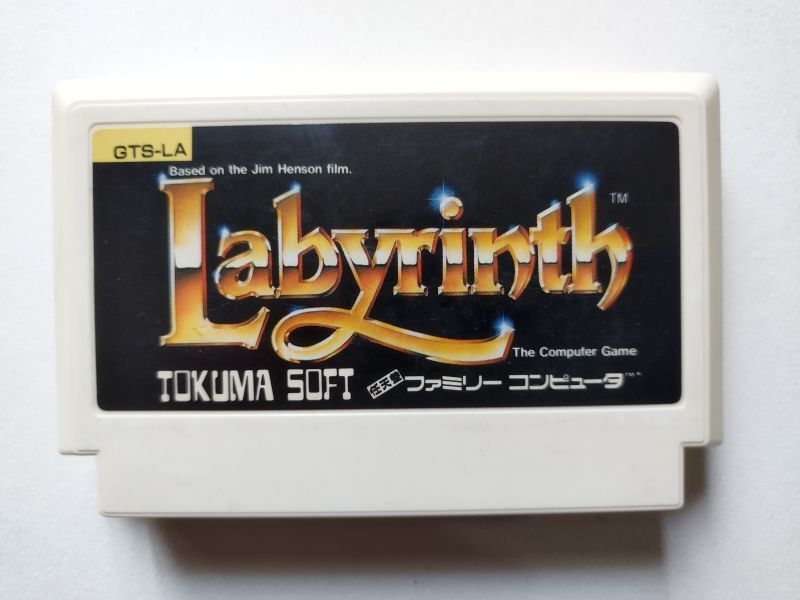 GTS-LA
Based on the Jim Henson film.
Labyrinth TM
The Computer Game
TOKUMA SOFT 任天堂 ファミリー コンピュータ TM